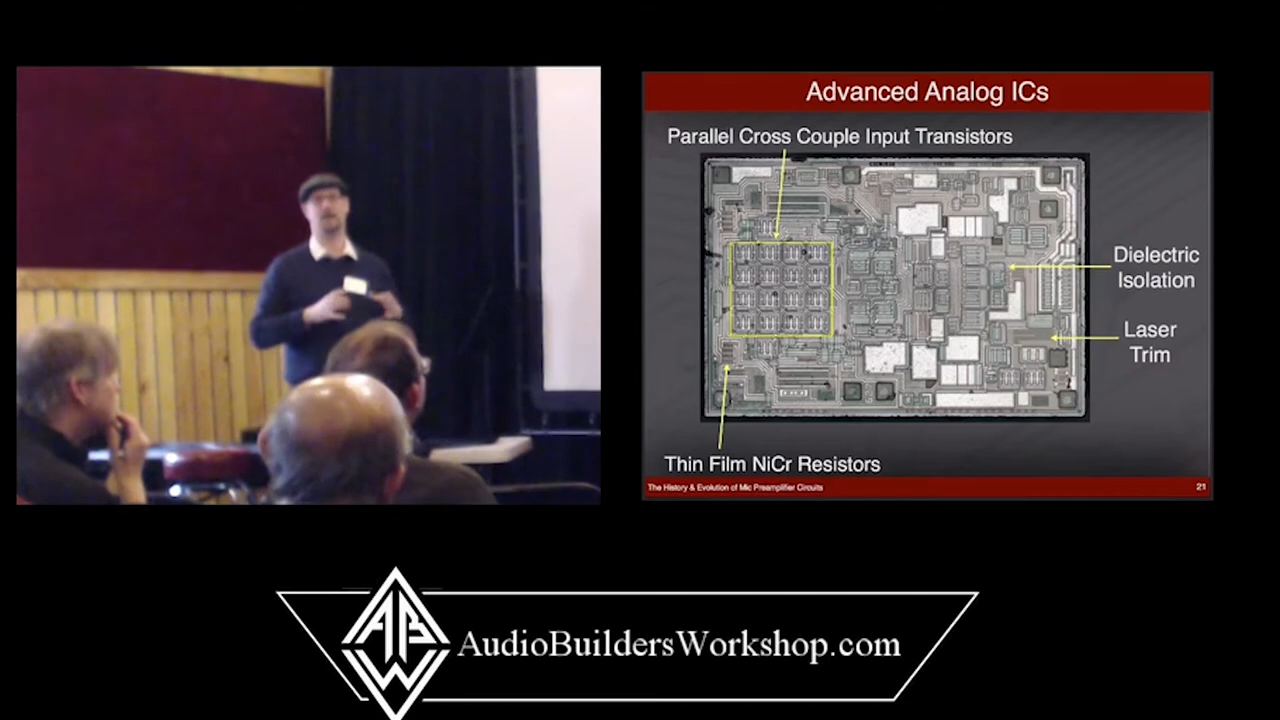 Advanced Analog ICs
Parallel Cross Couple Input Transistors
Dielectric
Isolation
Laser
Trim
Thin Film NiCr Resistors
The History & Evolution of Mic Preamplifier Circuits
21
ABW
AudioBuildersWorkshop.com